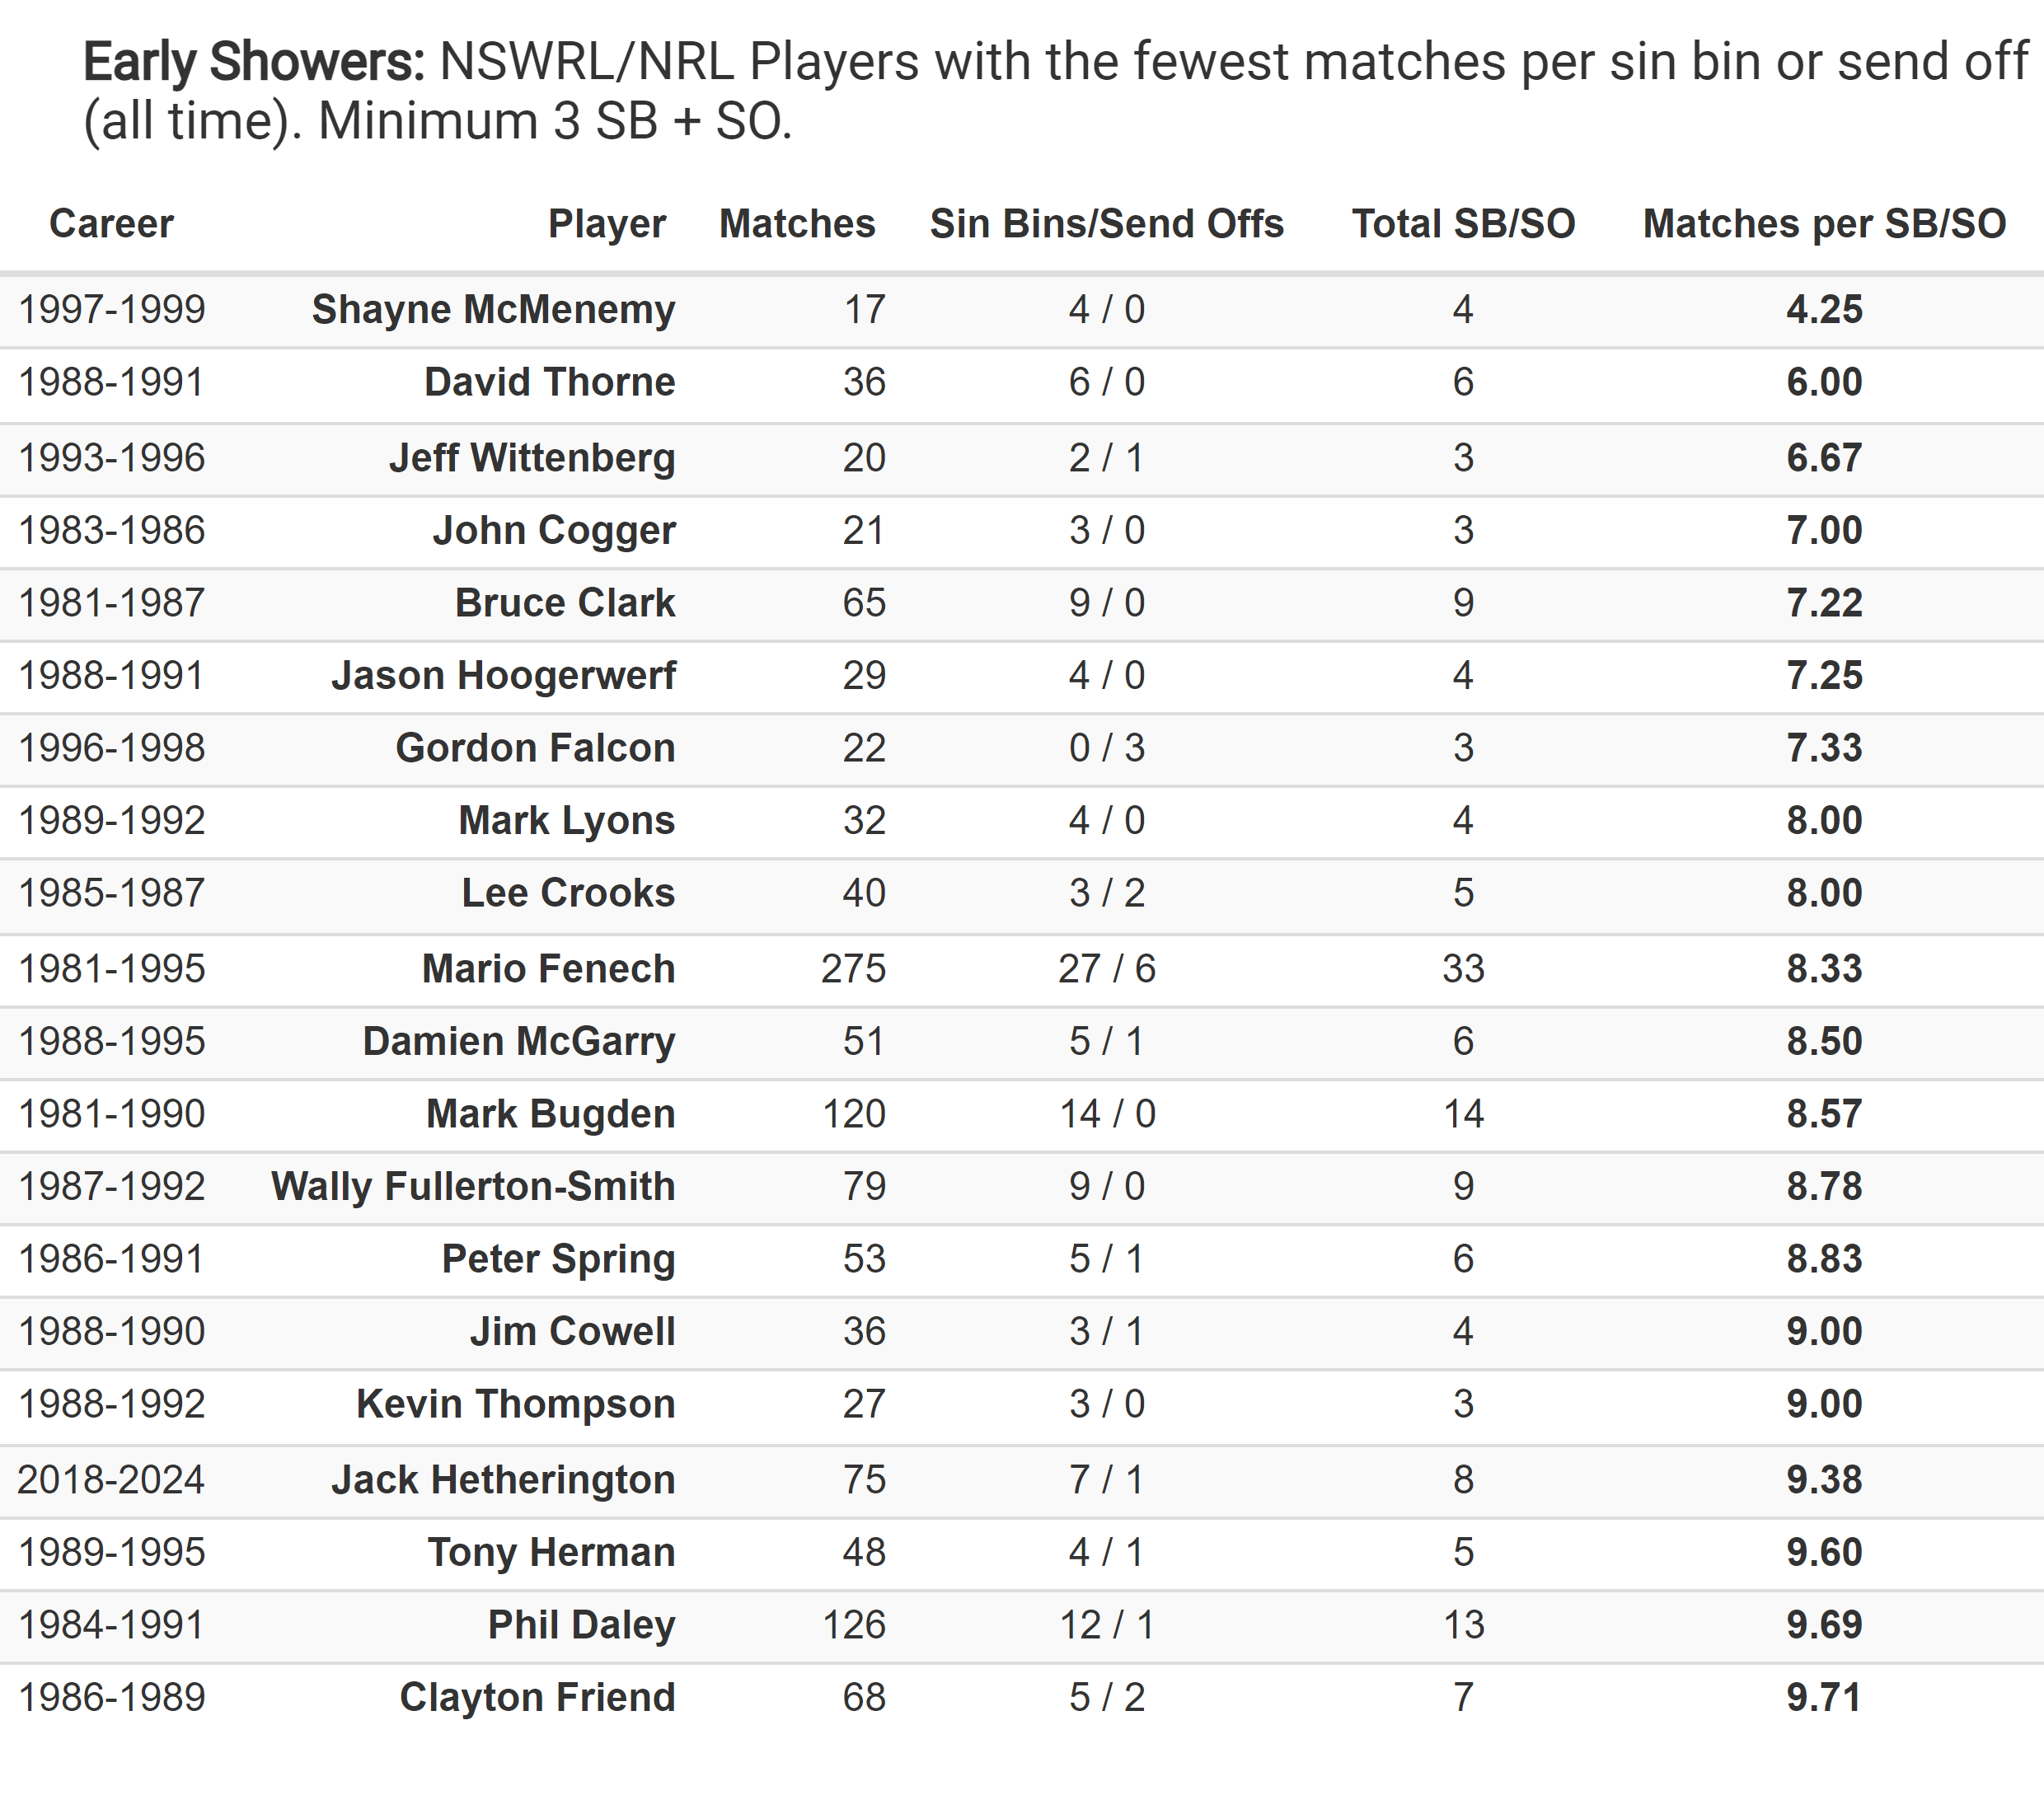 Early Showers: NSWRL/NRL Players with the fewest matches per sin bin or send off
(all time). Minimum 3 SB + SO.
Career Player Matches Sin Bins/Send Offs Total SB/SO Matches per SB/SO
1997-1999 Shayne McMenemy 17 4 / 0 4 4.25
1988-1991 David Thorne 36 6 / 0 6 6.00
1993-1996 Jeff Wittenberg 20 2 / 1 3 6.67
1983-1986 John Cogger 21 3 / 0 3 7.00
1981-1987 Bruce Clark 65 9 / 0 9 7.22
1988-1991 Jason Hoogerwerf 29 4 / 0 4 7.25
1996-1998 Gordon Falcon 22 0 / 3 3 7.33
1989-1992 Mark Lyons 32 4 / 0 4 8.00
1985-1987 Lee Crooks 40 3 / 2 5 8.00
1981-1995 Mario Fenech 275 27 / 6 33 8.33
1988-1995 Damien McGarry 51 5 / 1 6 8.50
1981-1990 Mark Bugden 120 14 / 0 14 8.57
1987-1992 Wally Fullerton-Smith 79 9 / 0 9 8.78
1986-1991 Peter Spring 53 5 / 1 6 8.83
1988-1990 Jim Cowell 36 3 / 1 4 9.00
1988-1992 Kevin Thompson 27 3 / 0 3 9.00
2018-2024 Jack Hetherington 75 7 / 1 8 9.38
1989-1995 Tony Herman 48 4 / 1 5 9.60
1984-1991 Phil Daley 126 12 / 1 13 9.69
1986-1989 Clayton Friend 68 5 / 2 7 9.71